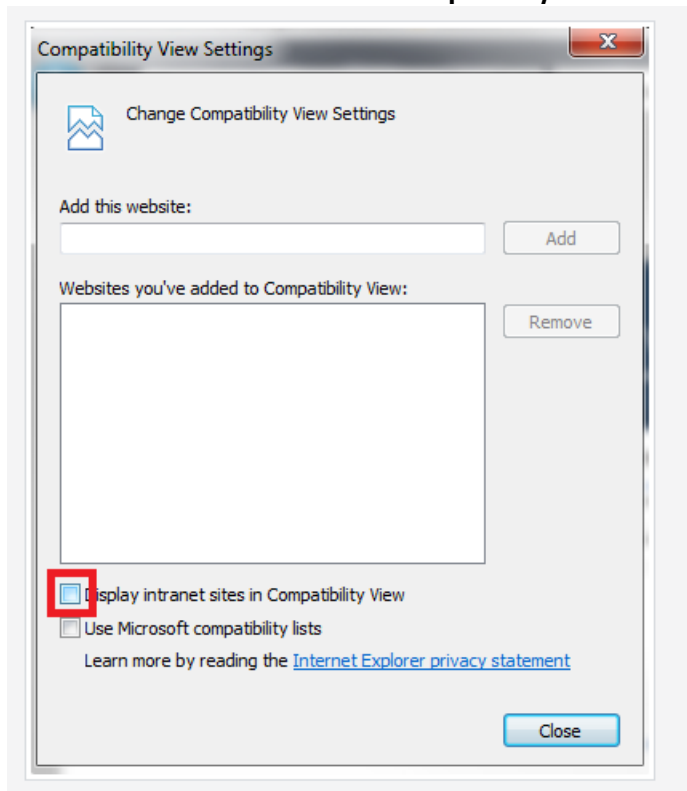 Compatibility View Settings
Change Compatibility View Settings
Add this website:
Add
Websites you've added to Compatibility View:
Remove
Display intranet sites in Compatibility View
Use Microsoft compatibility lists
Learn more by reading the Internet Explorer privacy statement
Close